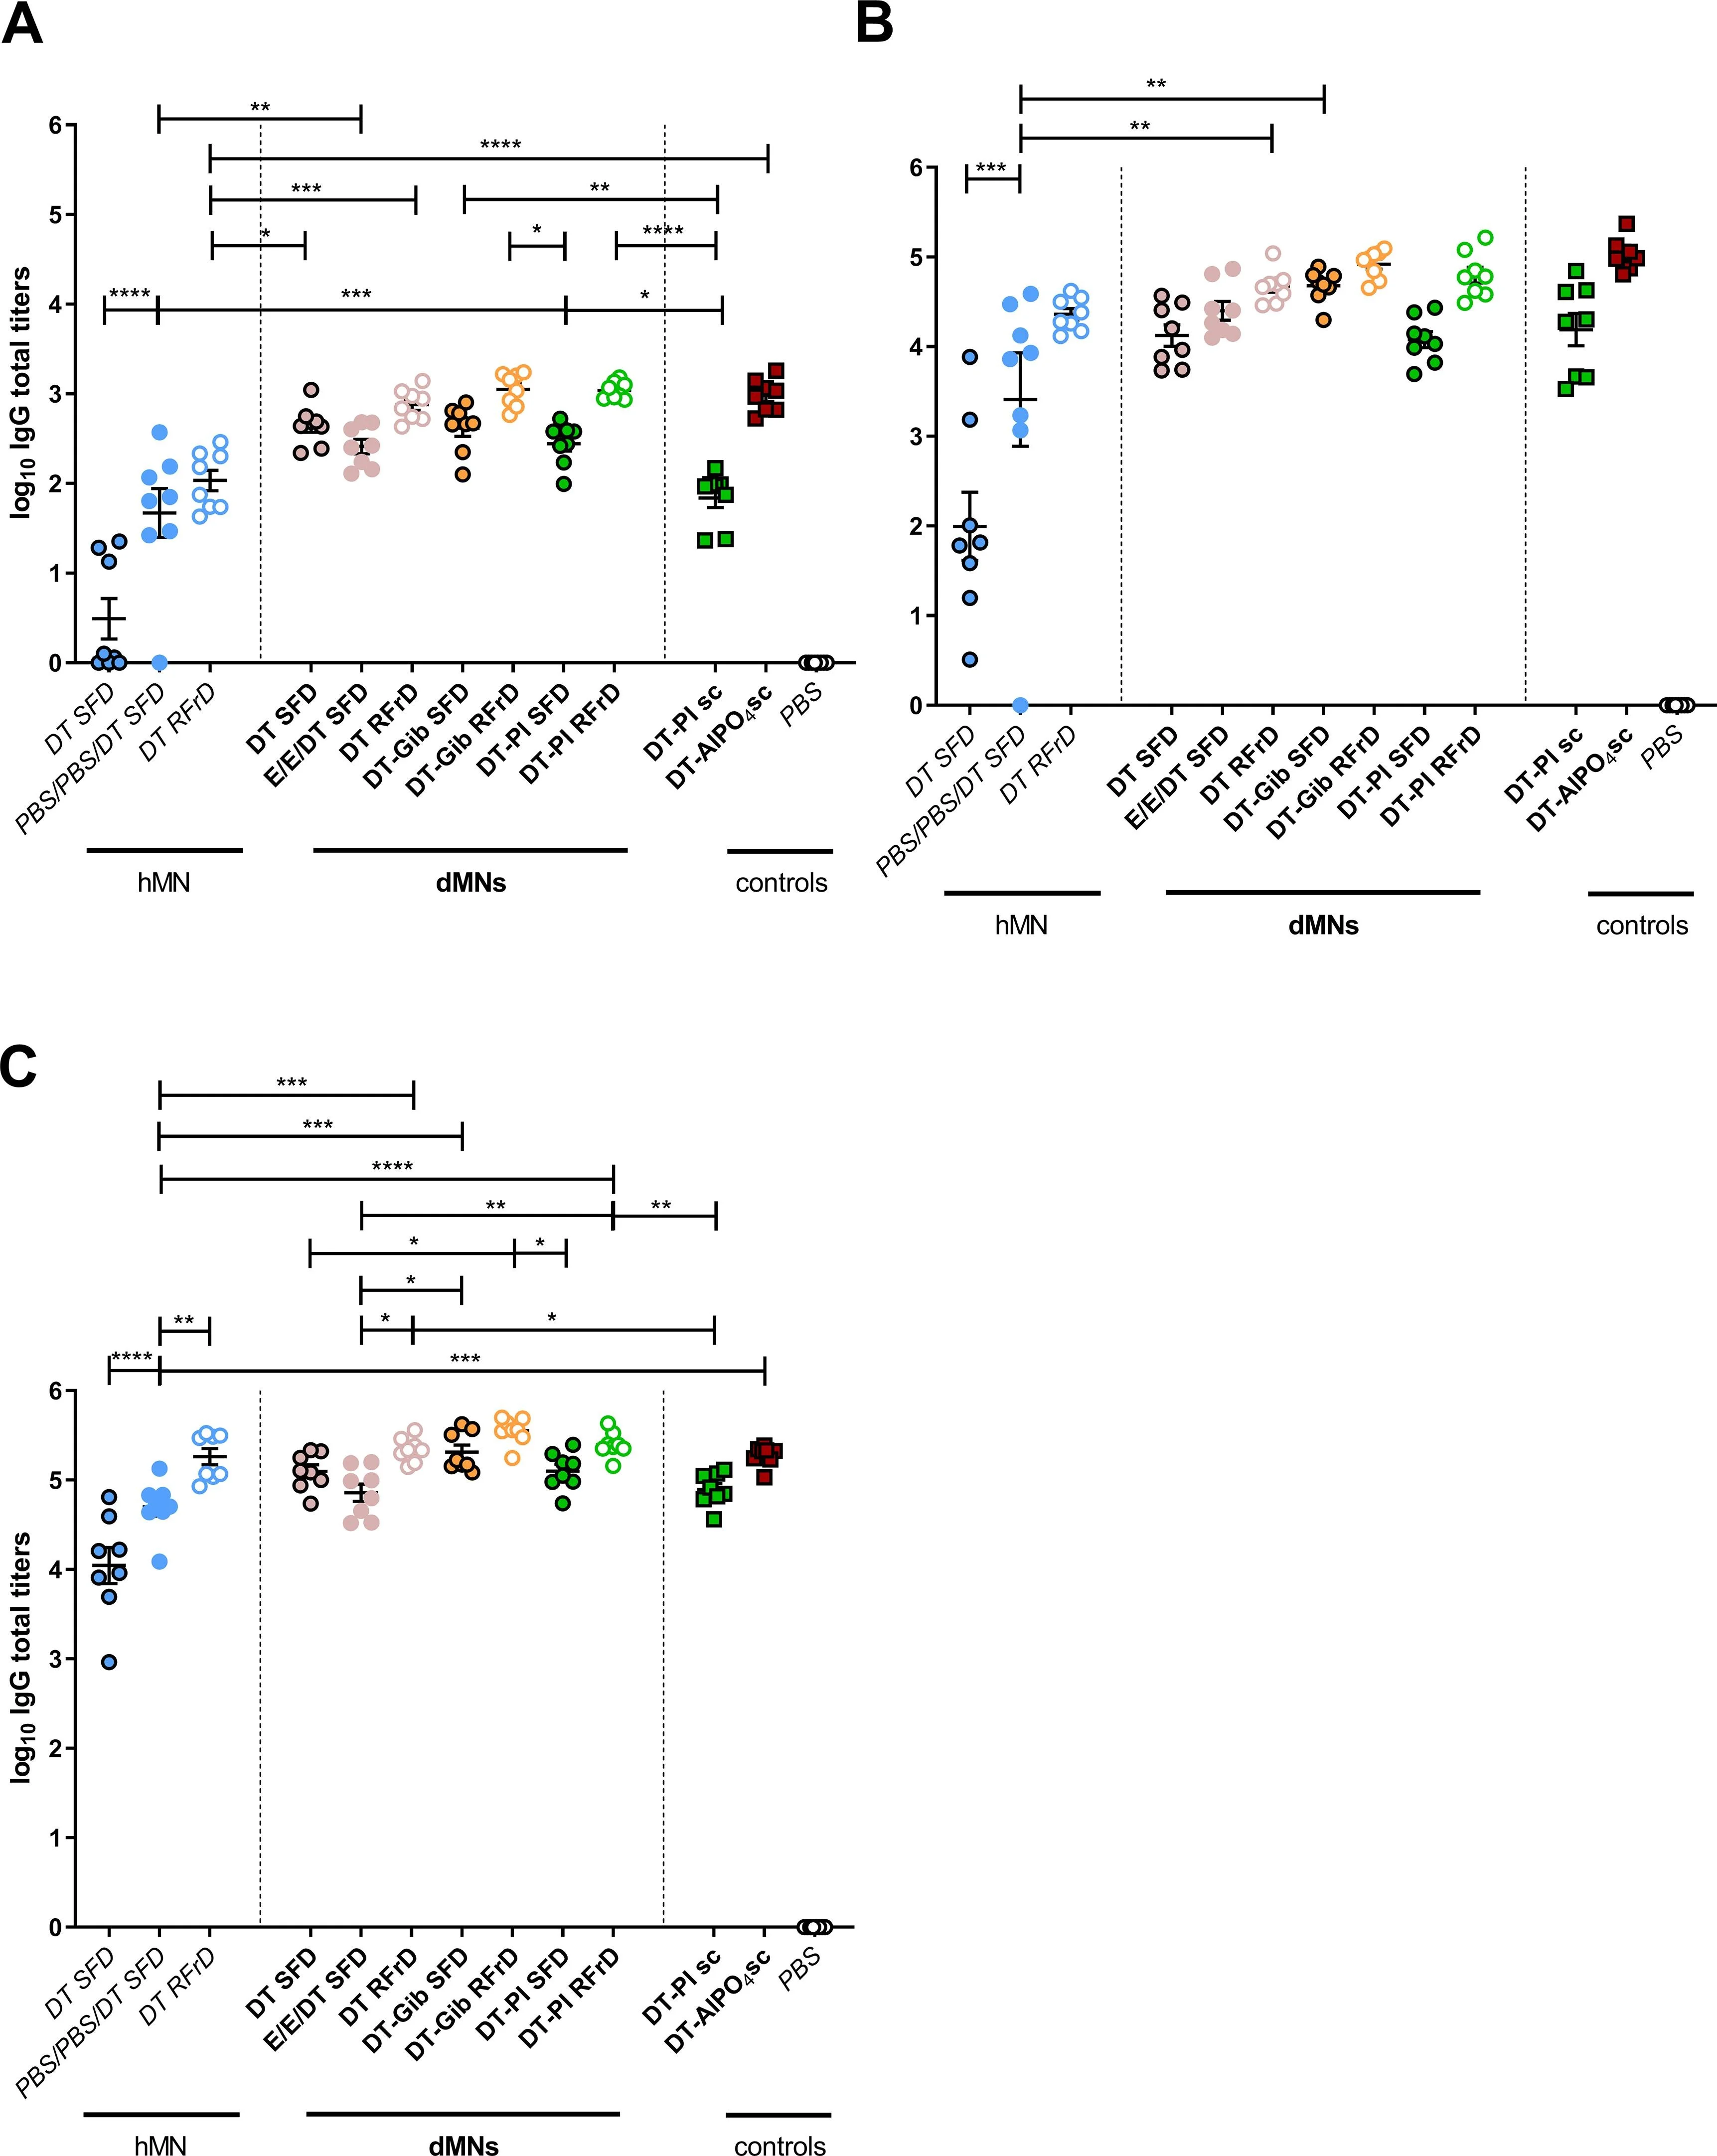 A
**
****
***
**
*
*
****
****
***
*
6
5
4
3
2
1
0
log10 IgG total titers
DT SFD
PBS/PBS/DT SFD
DT RFrD
DT SFD
E/E/DT SFD
DT RFrD
DT-Gib SFD
DT-Gib RFrD
DT-PI SFD
DT-PI RFrD
DT-PI sc
DT-AlPO4sc
PBS
hMN
dMNs
controls
B
**
**
***
6
5
4
3
2
1
0
DT SFD
PBS/PBS/DT SFD
DT RFrD
DT SFD
E/E/DT SFD
DT RFrD
DT-Gib SFD
DT-Gib RFrD
DT-PI SFD
DT-PI RFrD
DT-PI sc
DT-AlPO4sc
PBS
hMN
dMNs
controls
C
***
***
****
**
**
*
*
*
*
*
**
****
***
6
5
4
3
2
1
0
log10 IgG total titers
DT SFD
PBS/PBS/DT SFD
DT RFrD
DT SFD
E/E/DT SFD
DT RFrD
DT-Gib SFD
DT-Gib RFrD
DT-PI SFD
DT-PI RFrD
DT-PI sc
DT-AlPO4sc
PBS
hMN
dMNs
controls